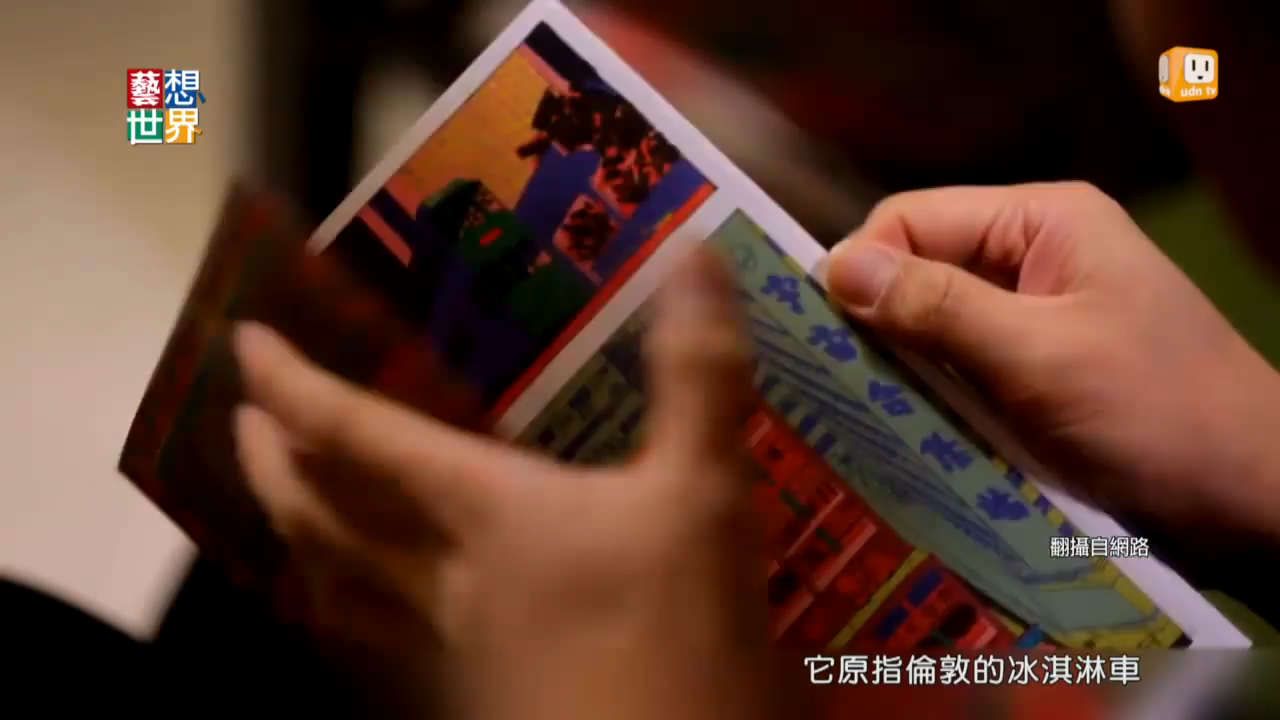 藝想
世界
udn tv
翻攝自網路
它原指倫敦的冰淇淋車